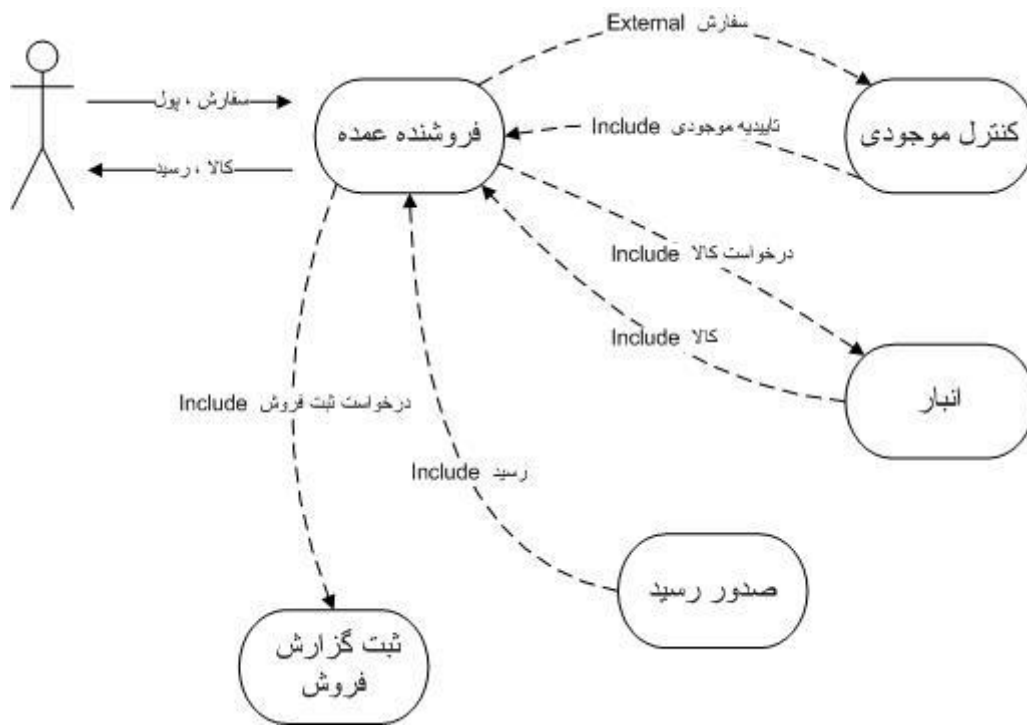 External سفارش
سفارش ، پول
فروشنده عمده
Include تاییدیه موجودی
کنترل موجودی
کالا ، رسید
Include درخواست کالا
Include کالا
انبار
Include درخواست ثبت فروش
Include رسید
صدور رسید
ثبت گزارش
فروش